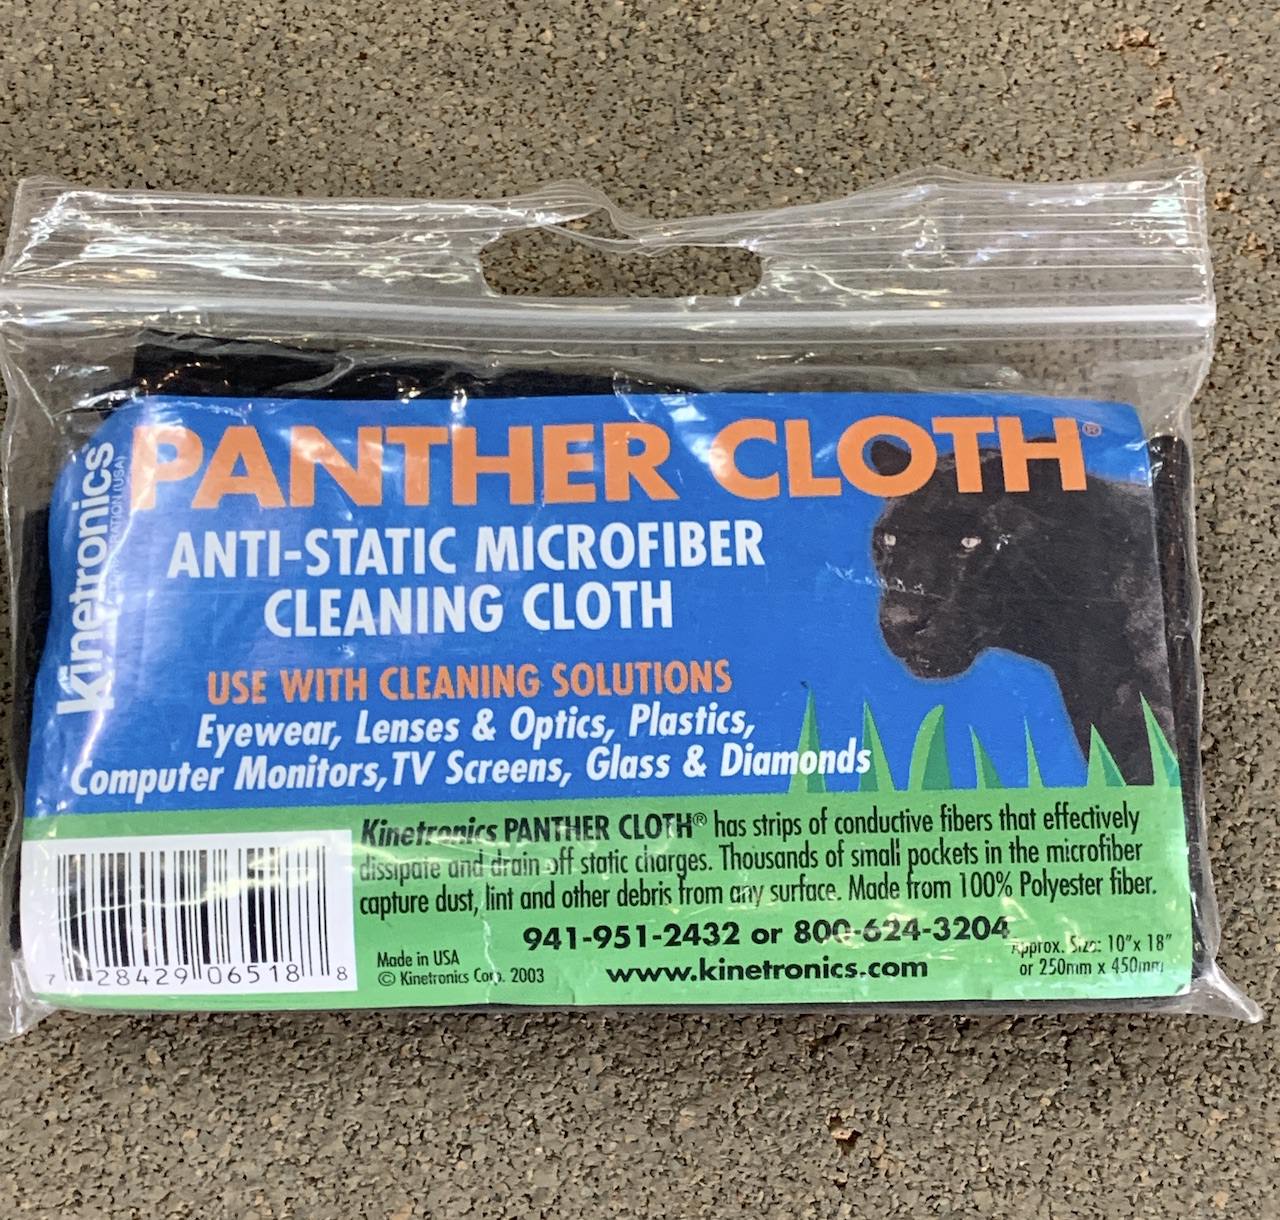 PANTHER CLOTH®
Kinetronics
ANTI-STATIC MICROFIBER
CLEANING CLOTH
USE WITH CLEANING SOLUTIONS
Eyewear, Lenses & Optics, Plastics,
Computer Monitors, TV Screens, Glass & Diamonds
Kinetronics PANTHER CLOTH® has strips of conductive fibers that effectively
dissipate and drain off static charges. Thousands of small pockets in the microfiber
capture dust, lint and other debris from any surface. Made from 100% Polyester fiber.
941-951-2432 or 800-624-3204
www.kinetronics.com
Approx. Size: 10"x 18"
or 250mm x 450mm
Made in USA
© Kinetronics Corp. 2003
7 28429 06518 8